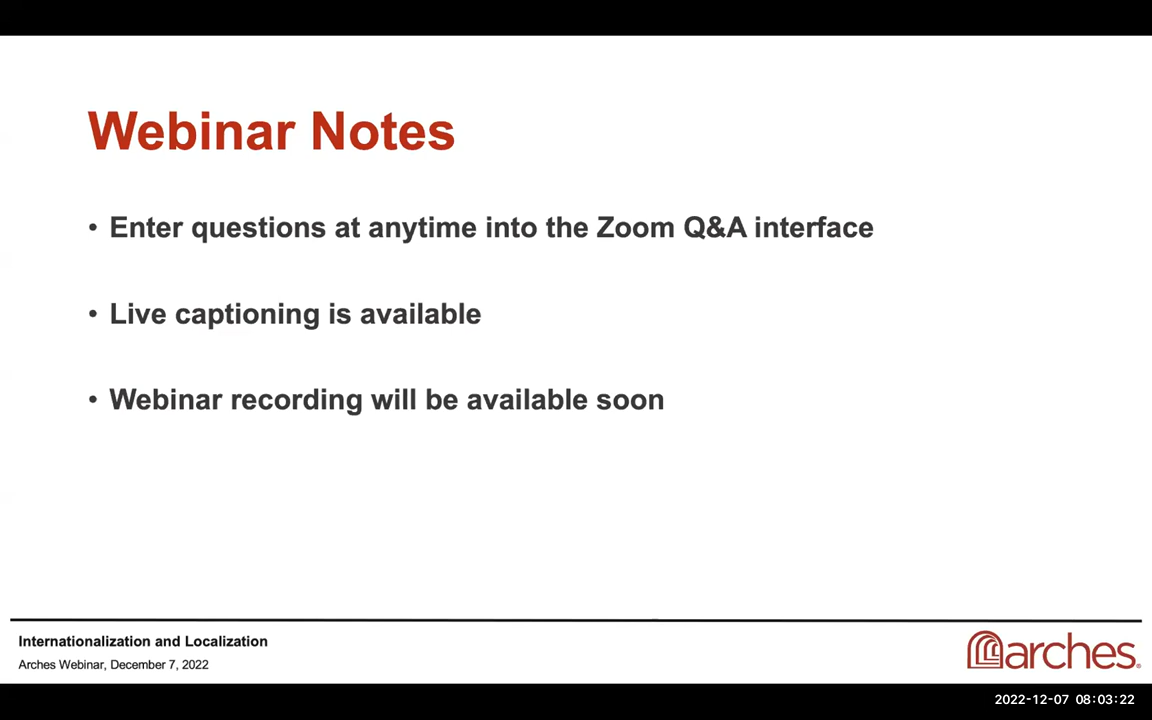 Webinar Notes
• Enter questions at anytime into the Zoom Q&A interface
• Live captioning is available
• Webinar recording will be available soon
Internationalization and Localization
Arches Webinar, December 7, 2022
arches®
2022-12-07 08:03:22